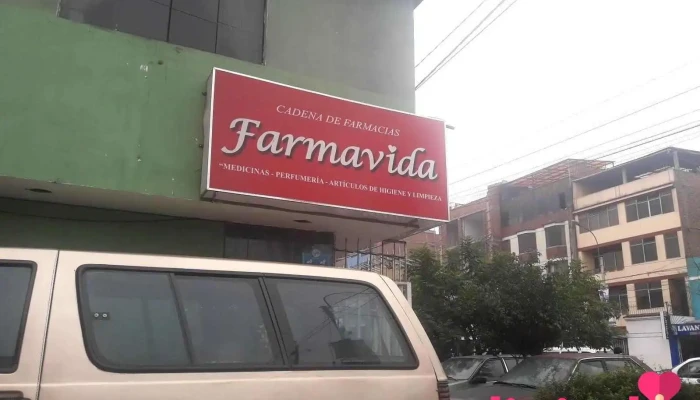 CADENA DE FARMACIAS
Farmavida
"MEDICINAS - PERFUMERÍA - ARTÍCULOS DE HIGIENE Y LIMPIEZA
LAVAN